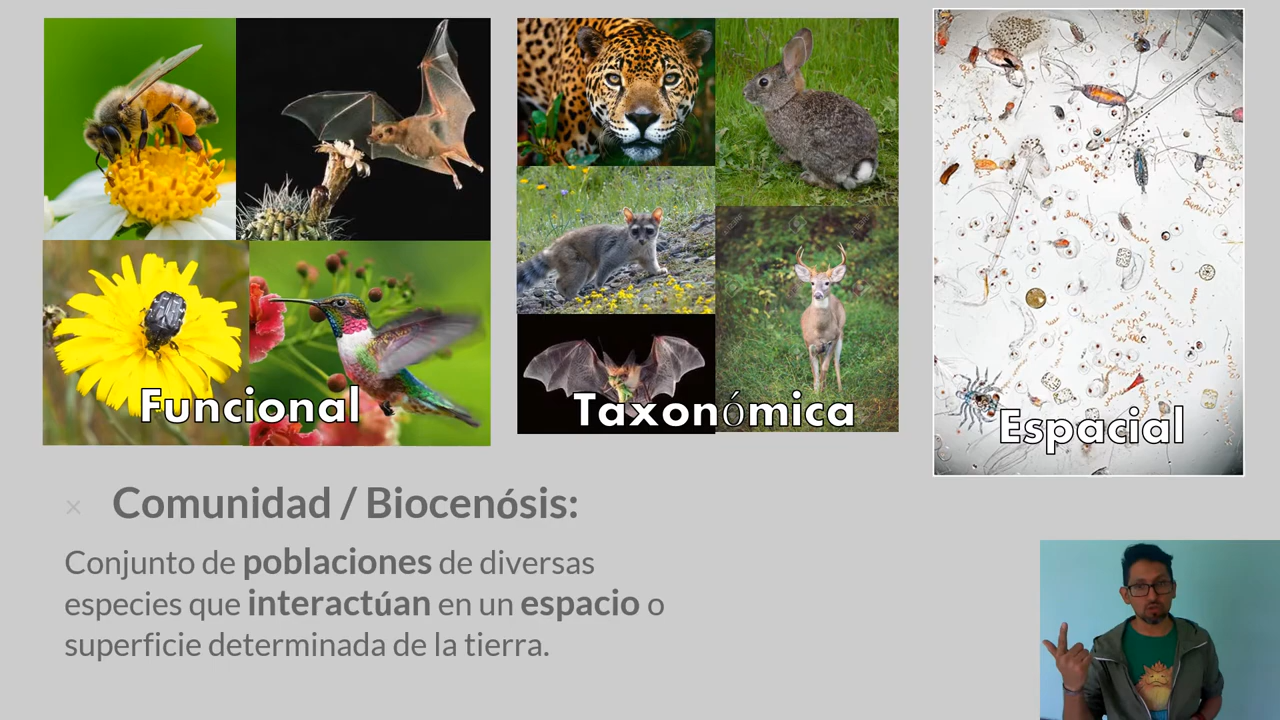 Funcional
Taxonómica
Espacial
× Comunidad / Biocenósis:
Conjunto de poblaciones de diversas
especies que interactúan en un espacio o
superficie determinada de la tierra.